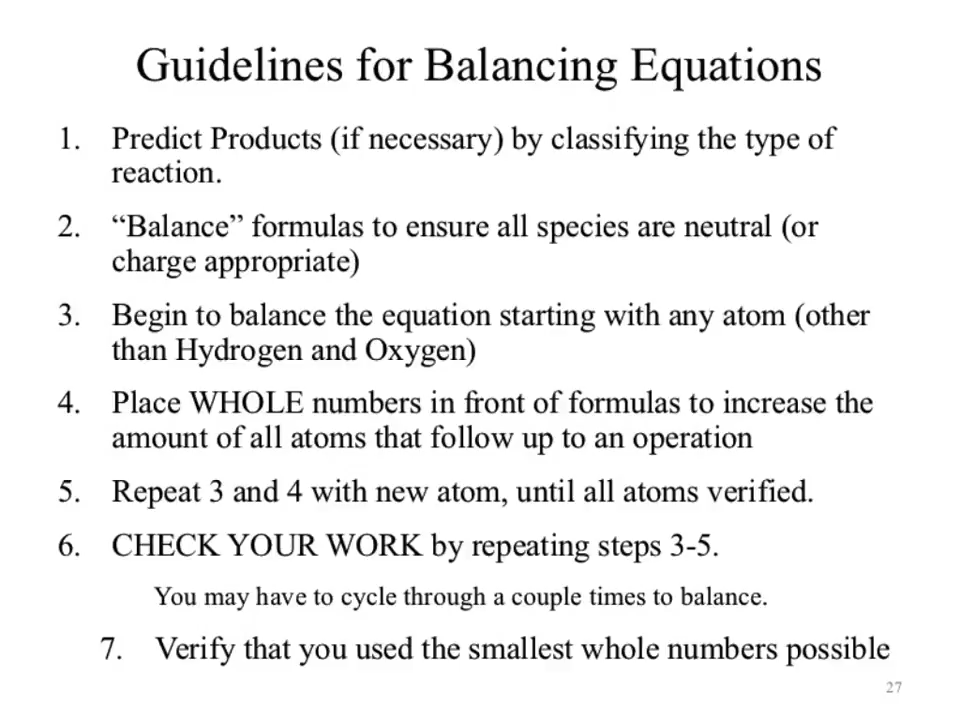 Guidelines for Balancing Equations
1. Predict Products (if necessary) by classifying the type of
reaction.
2. “Balance” formulas to ensure all species are neutral (or
charge appropriate)
3. Begin to balance the equation starting with any atom (other
than Hydrogen and Oxygen)
4. Place WHOLE numbers in front of formulas to increase the
amount of all atoms that follow up to an operation
5. Repeat 3 and 4 with new atom, until all atoms verified.
6. CHECK YOUR WORK by repeating steps 3-5.
You may have to cycle through a couple times to balance.
7. Verify that you used the smallest whole numbers possible
27